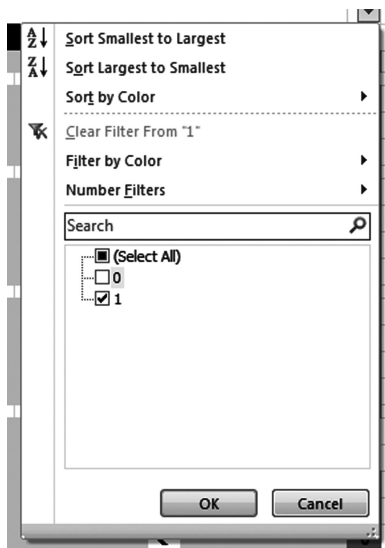 Sort Smallest to Largest
Sort Largest to Smallest
Sort by Color
Clear Filter From "1"
Filter by Color
Number Filters
Search
(Select All)
0
1
OK
Cancel